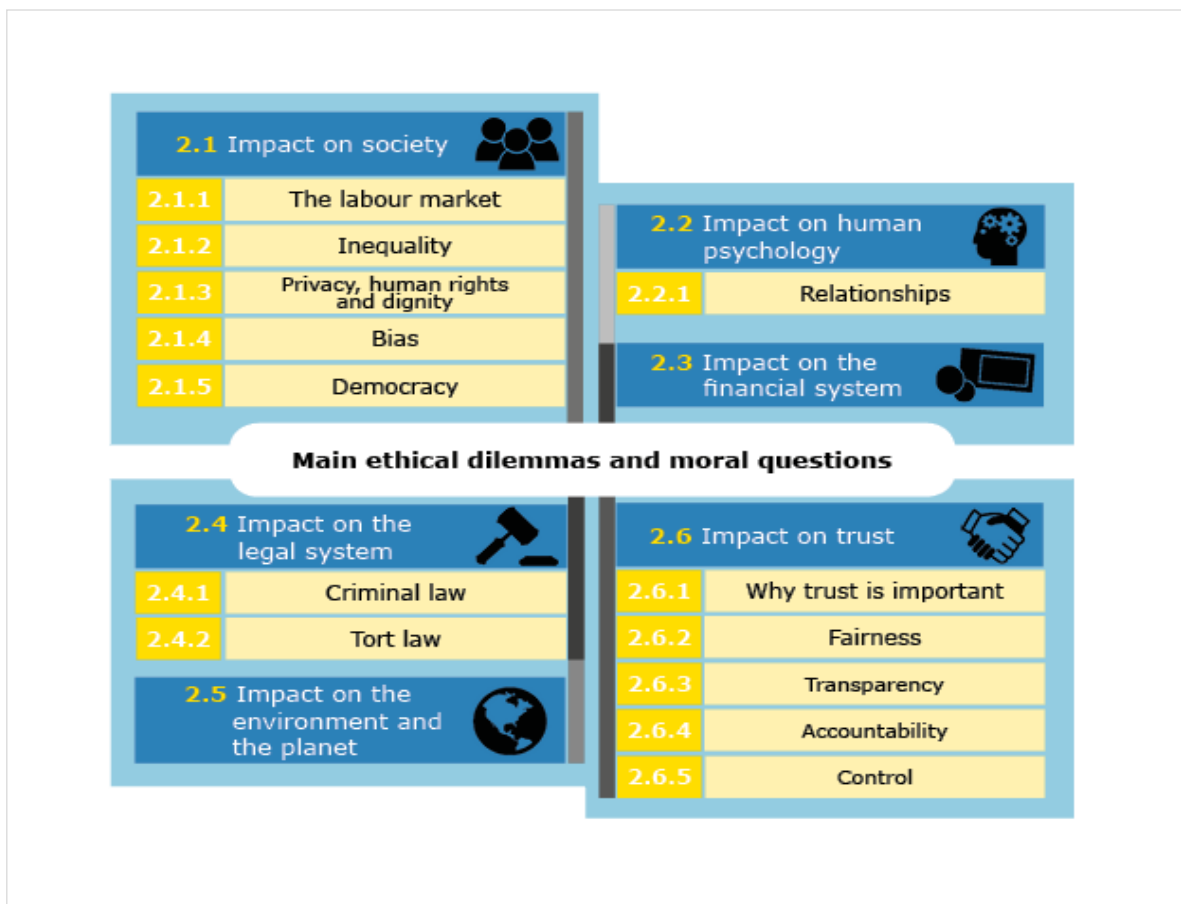 2.1 Impact on society
2.1.1 The labour market
2.1.2 Inequality
2.1.3 Privacy, human rights
and dignity
2.1.4 Bias
2.1.5 Democracy
2.2 Impact on human
psychology
2.2.1 Relationships
2.3 Impact on the
financial system
Main ethical dilemmas and moral questions
2.4 Impact on the
legal system
2.4.1 Criminal law
2.4.2 Tort law
2.5 Impact on the
environment and
the planet
2.6 Impact on trust
2.6.1 Why trust is important
2.6.2 Fairness
2.6.3 Transparency
2.6.4 Accountability
2.6.5 Control